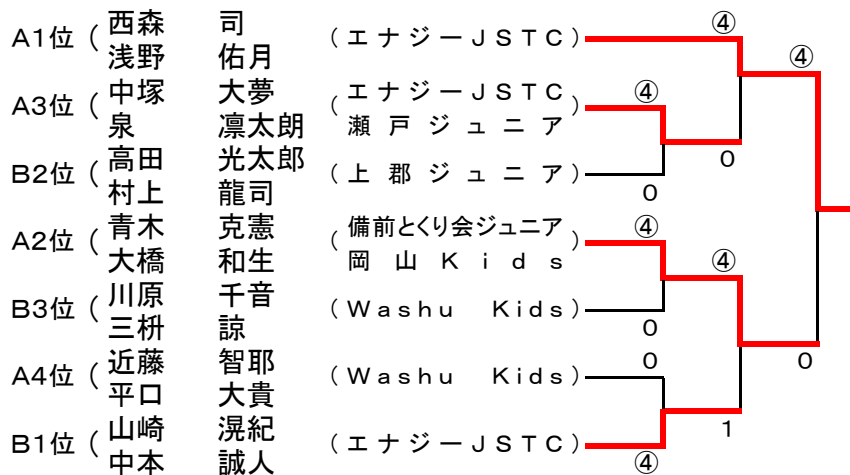 A1位 ( 西森 司 (エナジーJSTC) ④
浅野 佑月
④
A3位 ( 中塚 大夢 (エナジーJSTC ④
泉 凛太朗 瀬戸ジュニア
0
B2位 ( 高田 光太郎 (上郡ジュニア)
村上 龍司 0
A2位 ( 青木 克憲 (備前とくり会ジュニア ④
大橋 和生 岡山Kids
④
B3位 ( 川原 千音 (Washu Kids)
三枡 諒 0
0
A4位 ( 近藤 智耶 (Washu Kids) 0
平口 大貴
1
B1位 ( 山崎 滉紀 (エナジーJSTC)
中本 誠人 ④